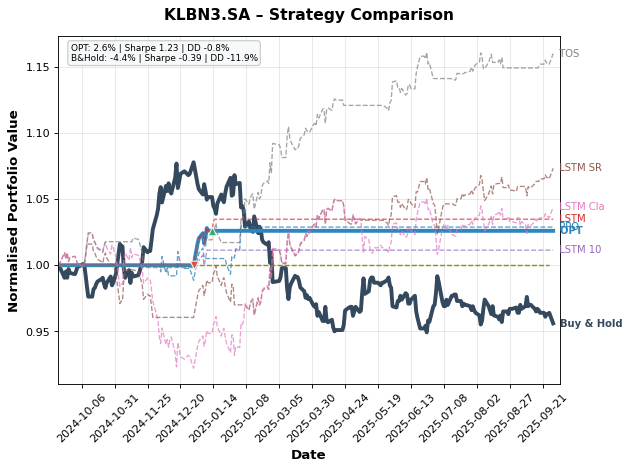 KLBN3.SA – Strategy Comparison
OPT: 2.6% | Sharpe 1.23 | DD -0.8%
B&Hold: -4.4% | Sharpe -0.39 | DD -11.9%
Normalised Portfolio Value
1.15
1.10
1.05
1.00
0.95
TOS
LSTM SR
LSTM Cla
LSTM
OPT
LSTM 10
Buy & Hold
2024-10-06
2024-10-31
2024-11-25
2024-12-20
2025-01-14
2025-02-08
2025-03-05
2025-03-30
2025-04-24
2025-05-19
2025-06-13
2025-07-08
2025-08-02
2025-08-27
2025-09-21
Date